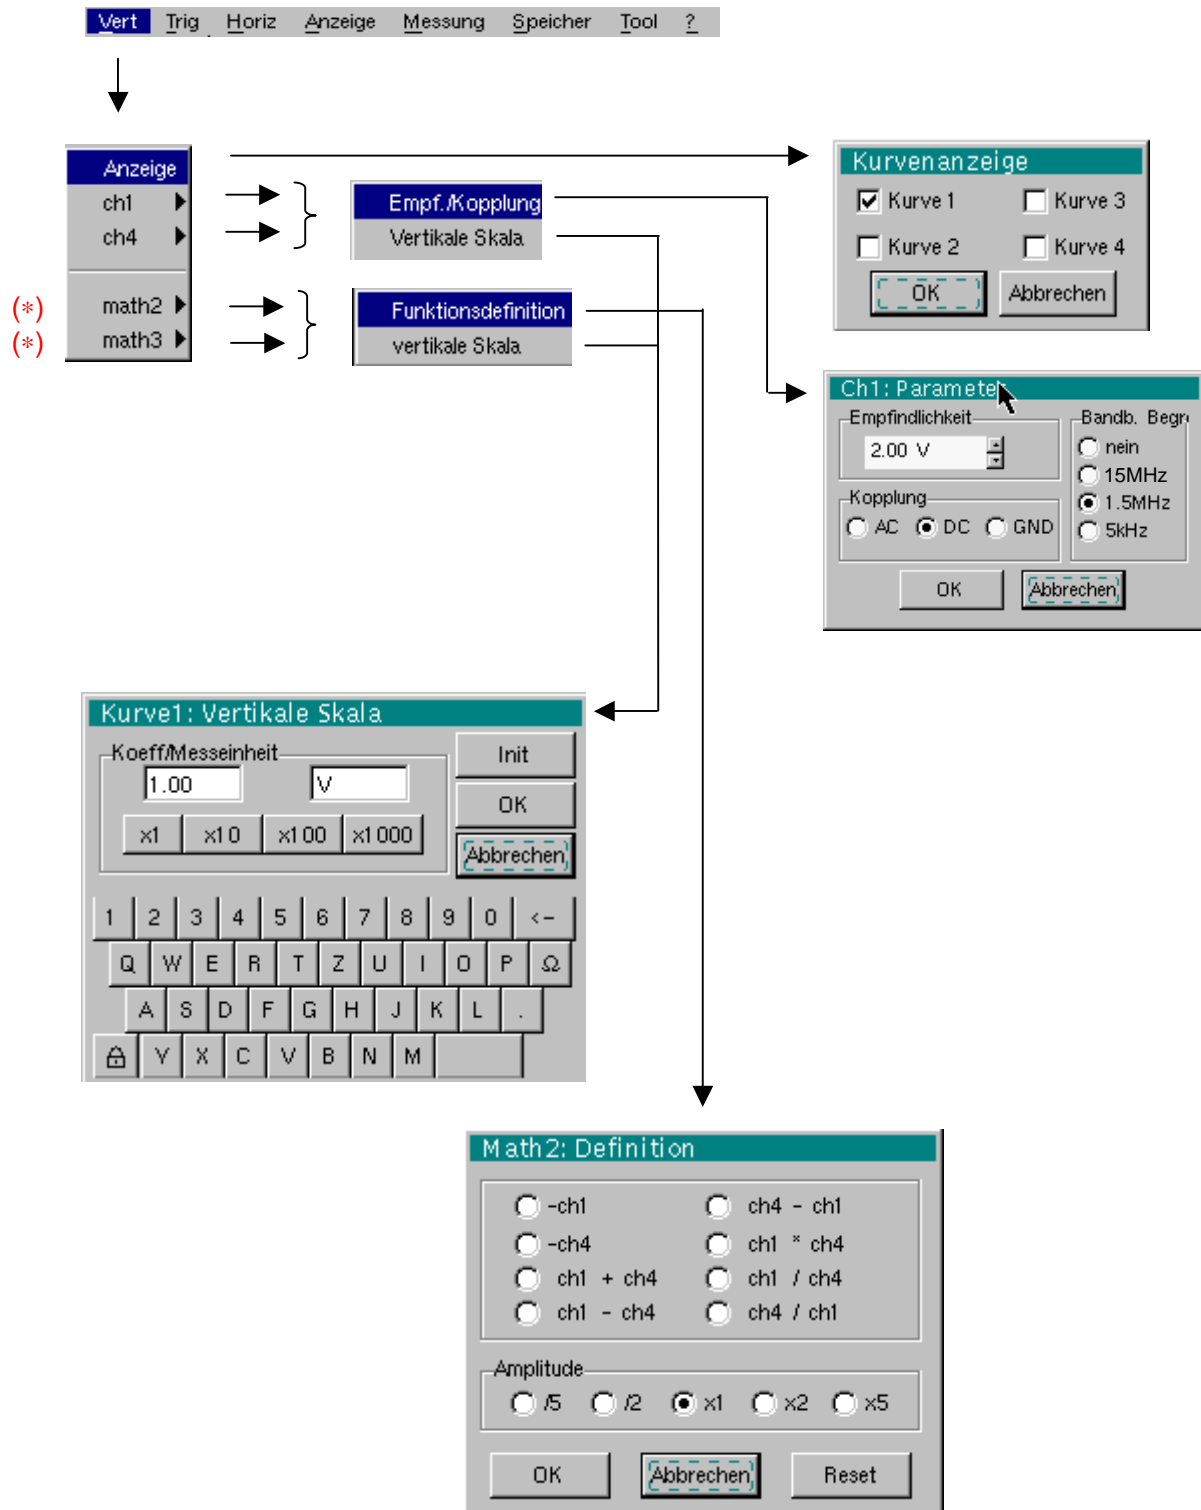 Vert Trig Horiz Anzeige Messung Speicher Tool ?
Anzeige
ch1
ch4
(*) math2
(*) math3
Empf./Kopplung
Vertikale Skala
Funktionsdefinition
vertikale Skala
Kurvenanzeige
Kurve 1 Kurve 3
Kurve 2 Kurve 4
OK Abbrechen
Ch1: Parameter
Empfindlichkeit
2.00 V
Kopplung
AC DC GND
Bandb. Begr
nein
15MHz
1.5MHz
5kHz
OK Abbrechen
Kurve1: Vertikale Skala
Koeff/Messeinheit
1.00 V
x1 x10 x100 x1000
Init
OK
Abbrechen
1 2 3 4 5 6 7 8 9 0 <-
Q W E R T Z U I O P Ω
A S D F G H J K L .
Y X C V B N M
Math2: Definition
-ch1 ch4 - ch1
-ch4 ch1 * ch4
ch1 + ch4 ch1 / ch4
ch1 - ch4 ch4 / ch1
Amplitude
/5 /2 x1 x2 x5
OK Abbrechen Reset